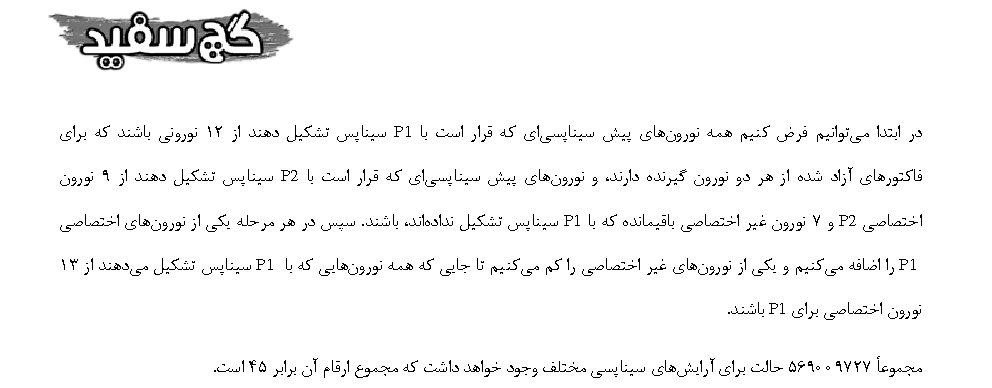 گچ سفید
در ابتدا می‌توانیم فرض کنیم همه نورون‌های پیش سیناپسی‌ای که قرار است با P1 سیناپس تشکیل دهند از ۱۲ نورونی باشند که برای
فاکتورهای آزاد شده از هر دو نورون گیرنده دارند، و نورون‌های پیش سیناپسی‌ای که قرار است با P2 سیناپس تشکیل دهند از ۹ نورون
اختصاصی P2 و ۷ نورون غیر اختصاصی باقیمانده که با P1 سیناپس تشکیل نداده‌اند، باشند. سپس در هر مرحله یکی از نورون‌های اختصاصی
P1 را اضافه می‌کنیم و یکی از نورون‌های غیر اختصاصی را کم می‌کنیم تا جایی که همه نورون‌هایی که با P1 سیناپس تشکیل می‌دهند از ۱۳
نورون اختصاصی برای P1 باشند.
مجموعاً ۵۶۹۰۰۹۷۲۷ حالت برای آرایش‌های سیناپسی مختلف وجود خواهد داشت که مجموع ارقام آن برابر ۴۵ است.